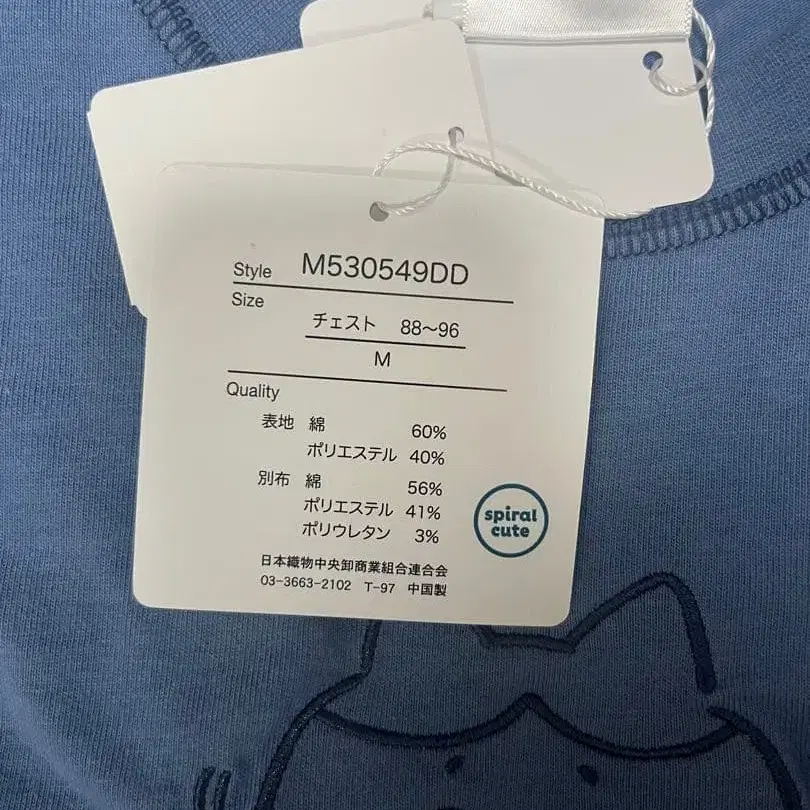 Style M530549DD
Size
チェスト 88〜96
M
Quality
表地 綿 60%
ポリエステル 40%
別布 綿 56%
ポリエステル 41%
ポリウレタン 3%
spiral
cute
日本織物中央卸商業組合連合会
03-3663-2102 T-97 中国製